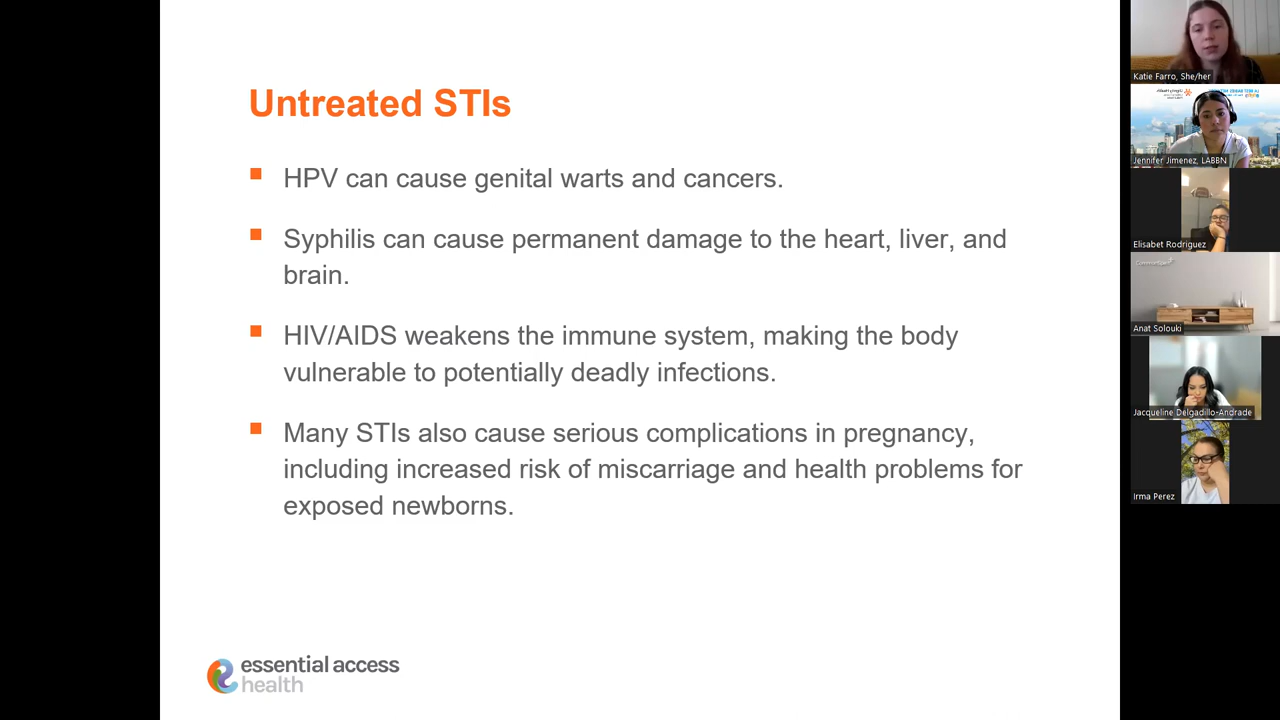 Untreated STIs
HPV can cause genital warts and cancers.
Syphilis can cause permanent damage to the heart, liver, and
brain.
HIV/AIDS weakens the immune system, making the body
vulnerable to potentially deadly infections.
Many STIs also cause serious complications in pregnancy,
including increased risk of miscarriage and health problems for
exposed newborns.
essential access
health
Katie Farro, She/her
Jennifer Jimenez, LABBN
Elisabet Rodriguez
Anat Solouki
Jacqueline Delgadillo-Andrade
Irma Perez